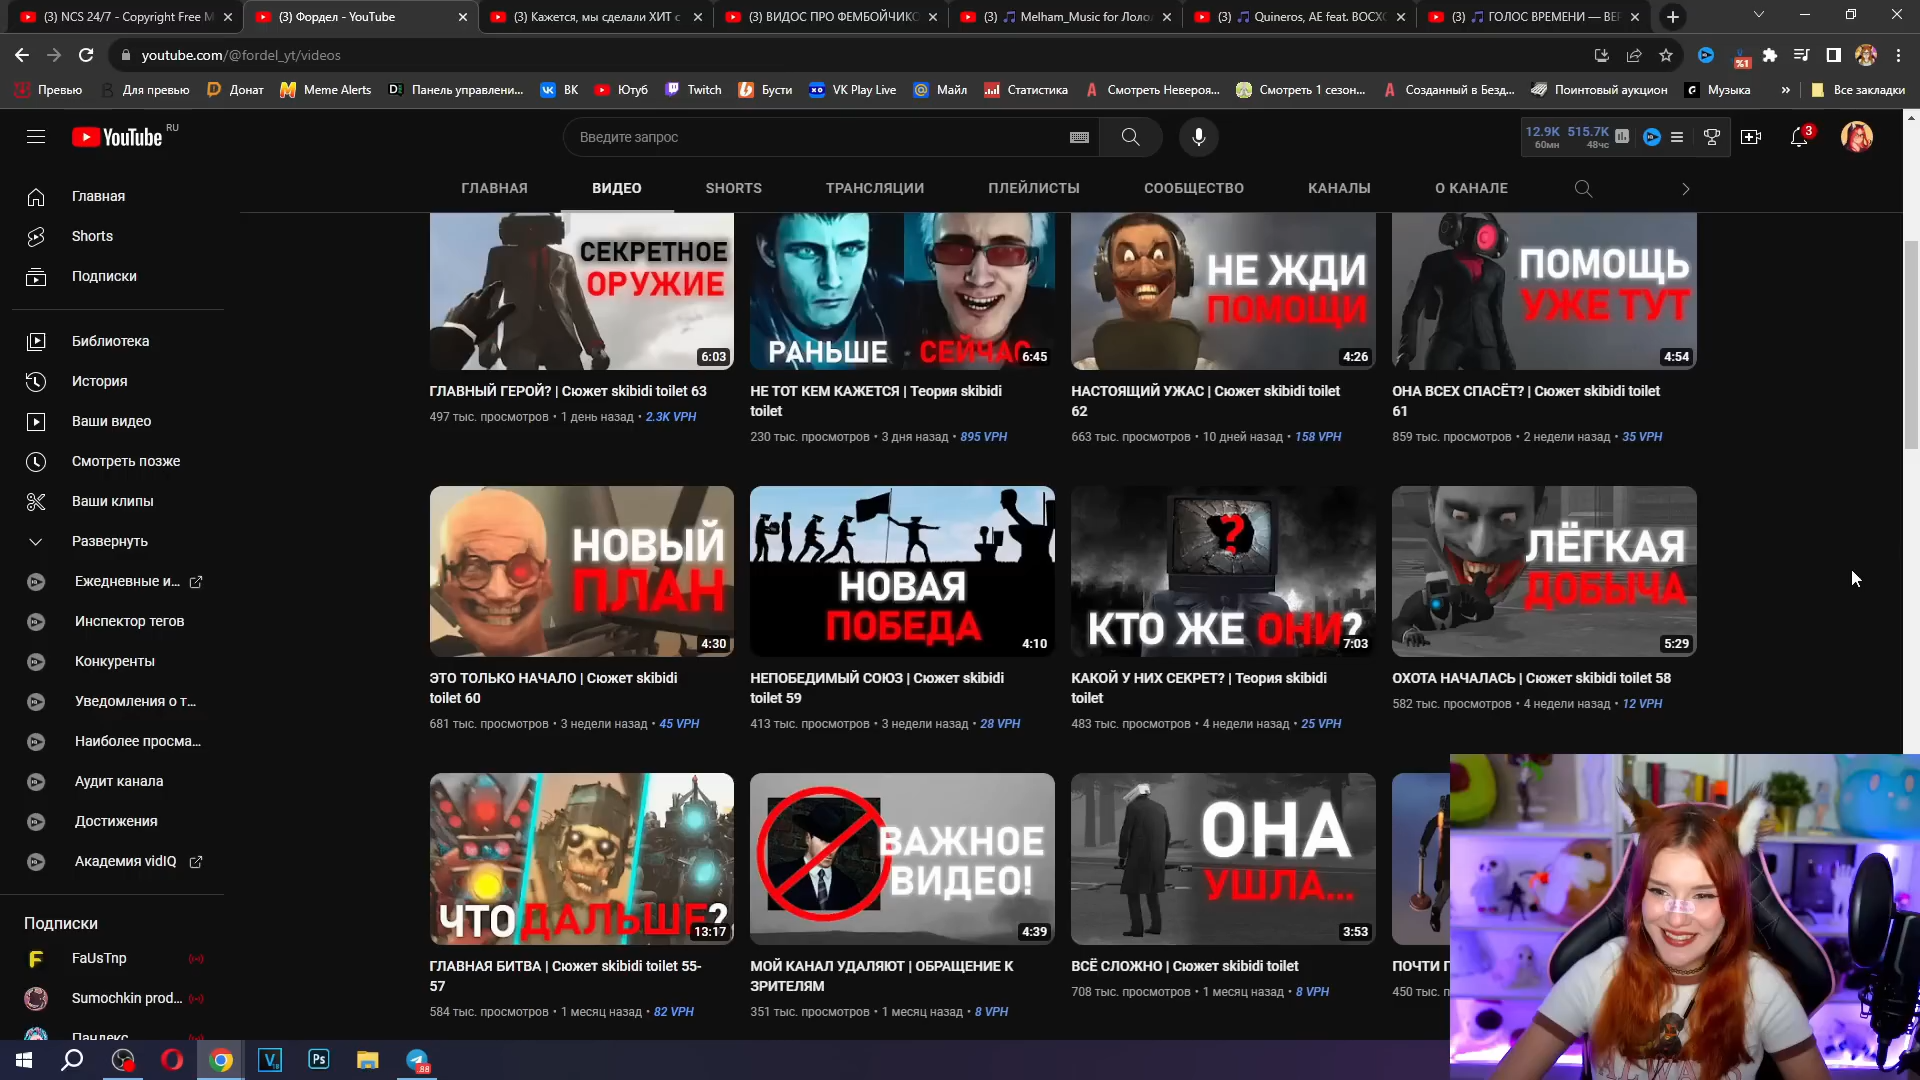 (3) NCS 24/7 - Copyright Free M
(3) Фордел - YouTube
(3) Кажется, мы сделали ХИТ с
(3) ВИДОС ПРО ФЕМБОЙЧИКО
(3) 🎵 Melham_Music for Лоло
(3) 🎵 Quineros, AE feat. ВОСХО
(3) 🎵 ГОЛОС ВРЕМЕНИ — ВЕР
youtube.com/@fordel_yt/videos
%1
Превью
Для превью
Донат
Meme Alerts
Панель управлени...
ВК
Ютуб
Twitch
Бусти
VK Play Live
Майл
Статистика
Смотреть Невероя...
Смотреть 1 сезон...
Созданный в Безд...
Поинтовый аукцион
Музыка
»
Все закладки
YouTube
RU
Введите запрос
12.9K 515.7K
60мн 48чс
3
Главная
Shorts
Подписки
Библиотека
История
Ваши видео
Смотреть позже
Ваши клипы
Развернуть
Ежедневные и...
Инспектор тегов
Конкуренты
Уведомления о т...
Наиболее просма...
Аудит канала
Достижения
Академия vidIQ
Подписки
FaUsTnp
Sumochkin prod...
Пандекс
ГЛАВНАЯ
ВИДЕО
SHORTS
ТРАНСЛЯЦИИ
ПЛЕЙЛИСТЫ
СООБЩЕСТВО
КАНАЛЫ
О КАНАЛЕ
СЕКРЕТНОЕ
ОРУЖИЕ
6:03
ГЛАВНЫЙ ГЕРОЙ? | Сюжет skibidi toilet 63
497 тыс. просмотров • 1 день назад • 2.3K VPH
РАНЬШЕ СЕЙЧАС
6:45
НЕ ТОТ КЕМ КАЖЕТСЯ | Теория skibidi
toilet
230 тыс. просмотров • 3 дня назад • 895 VPH
НЕ ЖДИ
ПОМОЩИ
4:26
НАСТОЯЩИЙ УЖАС | Сюжет skibidi toilet
62
663 тыс. просмотров • 10 дней назад • 158 VPH
ПОМОЩЬ
УЖЕ ТУТ
4:54
ОНА ВСЕХ СПАСЁТ? | Сюжет skibidi toilet
61
859 тыс. просмотров • 2 недели назад • 35 VPH
НОВЫЙ
ПЛАН
4:30
ЭТО ТОЛЬКО НАЧАЛО | Сюжет skibidi
toilet 60
681 тыс. просмотров • 3 недели назад • 45 VPH
НОВАЯ
ПОБЕДА
4:10
НЕПОБЕДИМЫЙ СОЮЗ | Сюжет skibidi
toilet 59
413 тыс. просмотров • 3 недели назад • 28 VPH
?
КТО ЖЕ ОНИ?
7:03
КАКОЙ У НИХ СЕКРЕТ? | Теория skibidi
toilet
483 тыс. просмотров • 4 недели назад • 25 VPH
ЛЁГКАЯ
ДОБЫЧА
5:29
ОХОТА НАЧАЛАСЬ | Сюжет skibidi toilet 58
582 тыс. просмотров • 4 недели назад • 12 VPH
ЧТО ДАЛЬШЕ?
13:17
ГЛАВНАЯ БИТВА | Сюжет skibidi toilet 55-
57
584 тыс. просмотров • 1 месяц назад • 82 VPH
ВАЖНОЕ
ВИДЕО!
4:39
МОЙ КАНАЛ УДАЛЯЮТ | ОБРАЩЕНИЕ К
ЗРИТЕЛЯМ
351 тыс. просмотров • 1 месяц назад • 8 VPH
ОНА
УШЛА...
3:53
ВСЁ СЛОЖНО | Сюжет skibidi toilet
708 тыс. просмотров • 1 месяц назад • 8 VPH
ПОЧТИ
450 тыс.
Ps
88